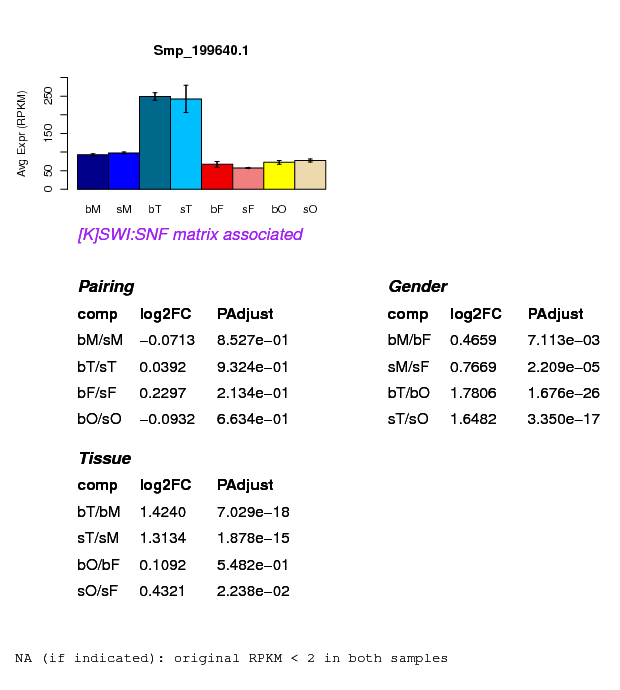 Smp_199640.1
Avg Expr (RPKM)
0 50 150 250
bM sM bT sT bF sF bO sO
[K]SWI:SNF matrix associated
Pairing
comp log2FC PAdjust
bM/sM −0.0713 8.527e−01
bT/sT 0.0392 9.324e−01
bF/sF 0.2297 2.134e−01
bO/sO −0.0932 6.634e−01
Gender
comp log2FC PAdjust
bM/bF 0.4659 7.113e−03
sM/sF 0.7669 2.209e−05
bT/bO 1.7806 1.676e−26
sT/sO 1.6482 3.350e−17
Tissue
comp log2FC PAdjust
bT/bM 1.4240 7.029e−18
sT/sM 1.3134 1.878e−15
bO/bF 0.1092 5.482e−01
sO/sF 0.4321 2.238e−02
NA (if indicated): original RPKM < 2 in both samples